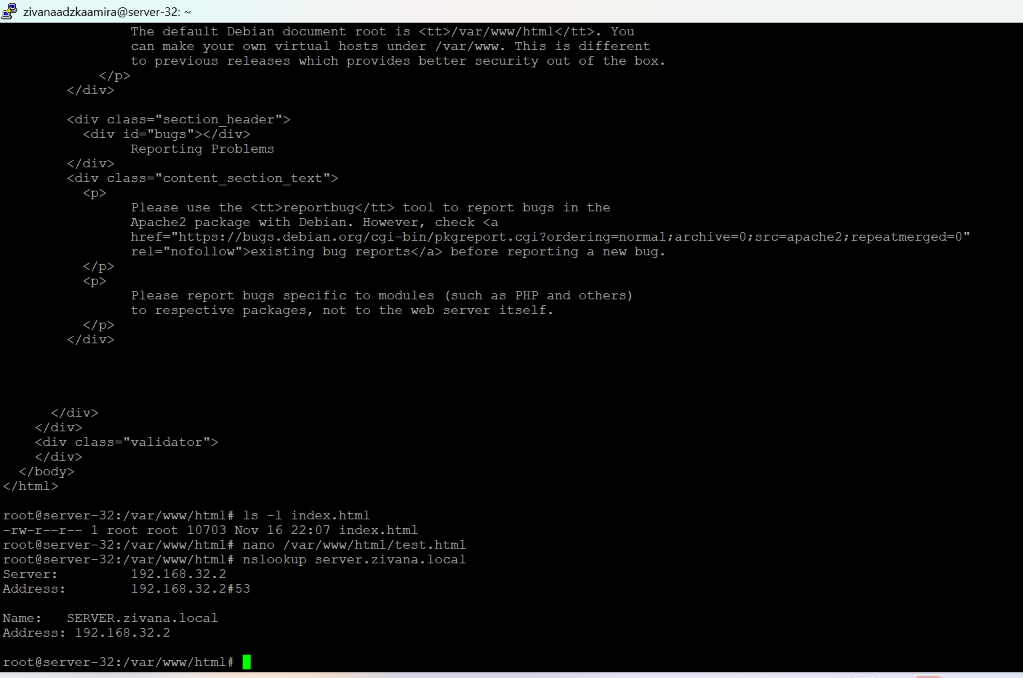 zivanaadzkaamira@server-32: ~
The default Debian document root is <tt>/var/www/html</tt>. You
can make your own virtual hosts under /var/www. This is different
to previous releases which provides better security out of the box.
</p>
</div>
<div class="section_header">
<div id="bugs"></div>
Reporting Problems
</div>
<div class="content_section_text">
<p>
Please use the <tt>reportbug</tt> tool to report bugs in the
Apache2 package with Debian. However, check <a
href="https://bugs.debian.org/cgi-bin/pkgreport.cgi?ordering=normal;archive=0;src=apache2;repeatmerged=0"
rel="nofollow">existing bug reports</a> before reporting a new bug.
</p>
<p>
Please report bugs specific to modules (such as PHP and others)
to respective packages, not to the web server itself.
</p>
</div>
</div>
</div>
<div class="validator">
</div>
</body>
</html>
root@server-32:/var/www/html# ls -l index.html
-rw-r--r-- 1 root root 10703 Nov 16 22:07 index.html
root@server-32:/var/www/html# nano /var/www/html/test.html
root@server-32:/var/www/html# nslookup server.zivana.local
Server: 192.168.32.2
Address: 192.168.32.2#53
Name: SERVER.zivana.local
Address: 192.168.32.2
root@server-32:/var/www/html#